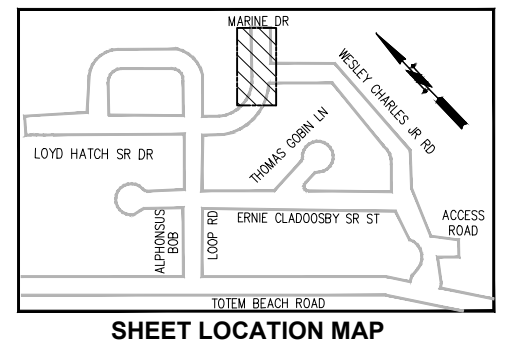 MARINE DR
WESLEY CHARLES JR RD
THOMAS GOBIN LN
LOYD HATCH SR DR
ALPHONSUS
BOB
LOOP RD
ERNIE CLADOOSBY SR ST
ACCESS
ROAD
TOTEM BEACH ROAD
SHEET LOCATION MAP